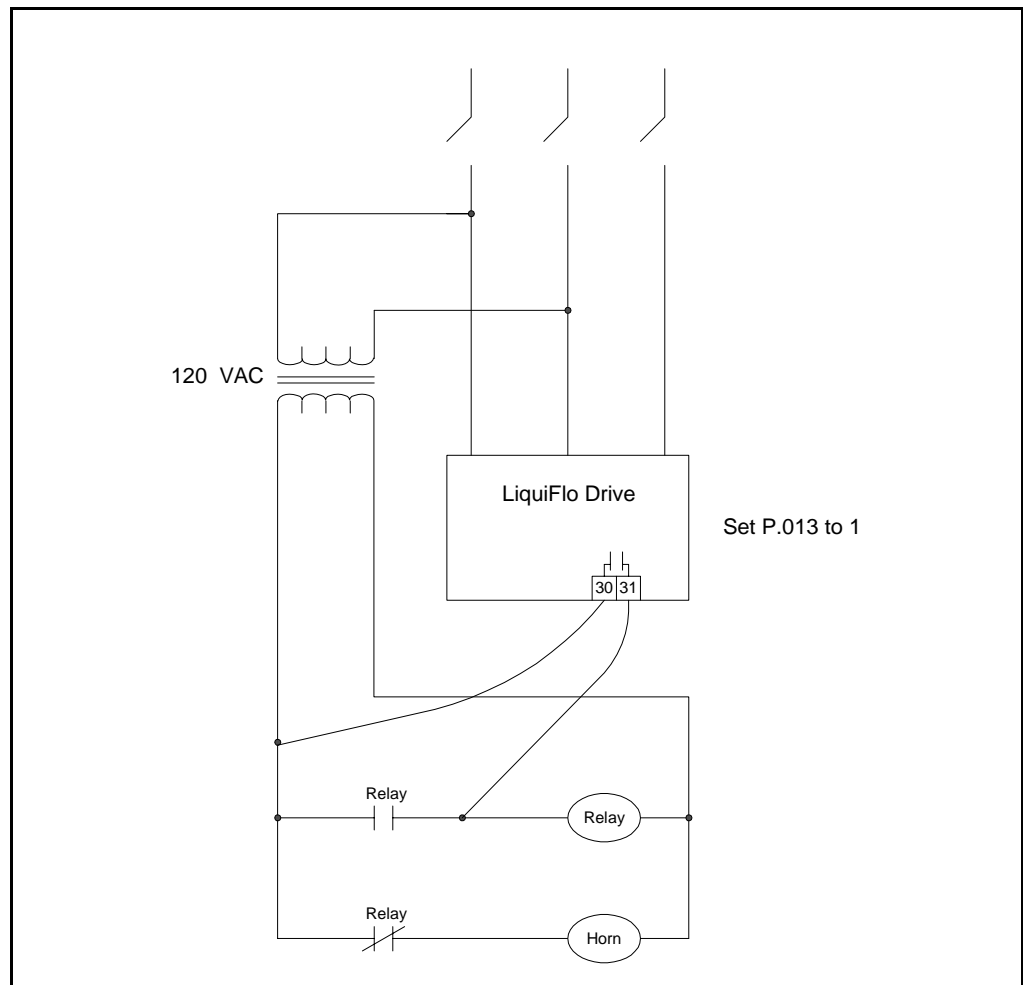 120 VAC
LiquiFlo Drive
Set P.013 to 1
30 31
Relay
Relay
Relay
Horn